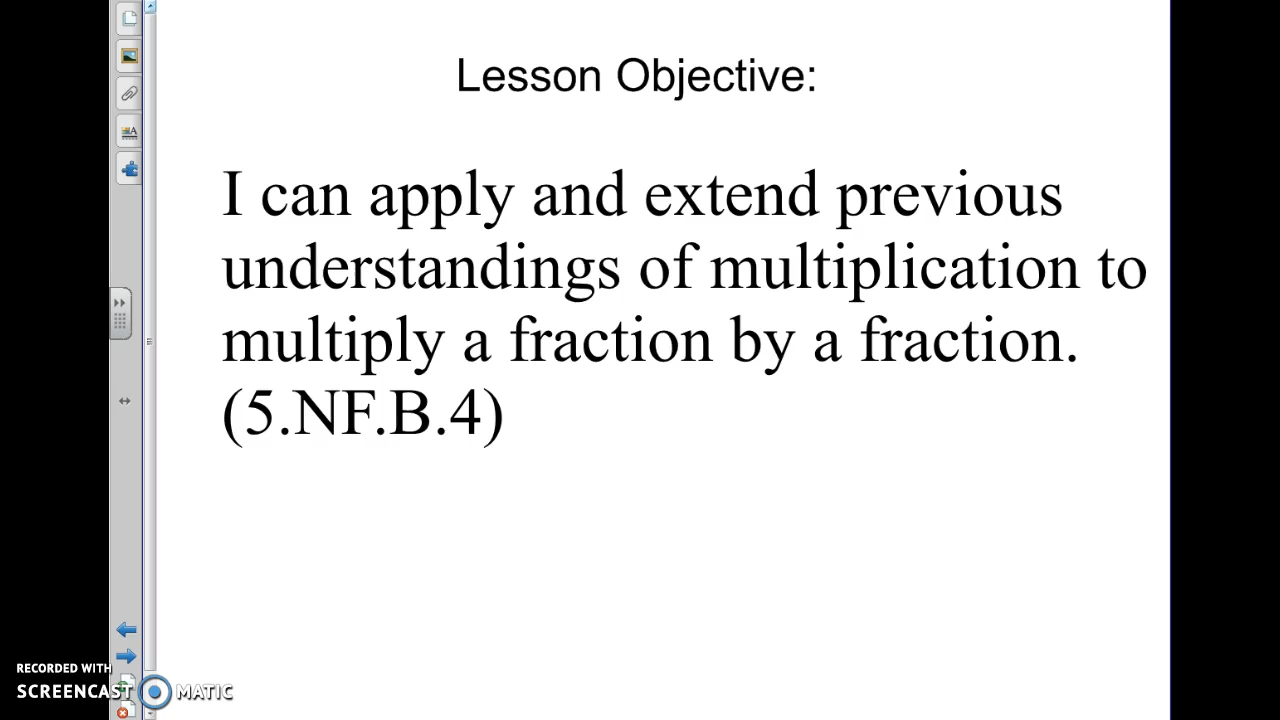 Lesson Objective:
I can apply and extend previous
understandings of multiplication to
multiply a fraction by a fraction.
(5.NF.B.4)
RECORDED WITH
SCREENCAST MATIC